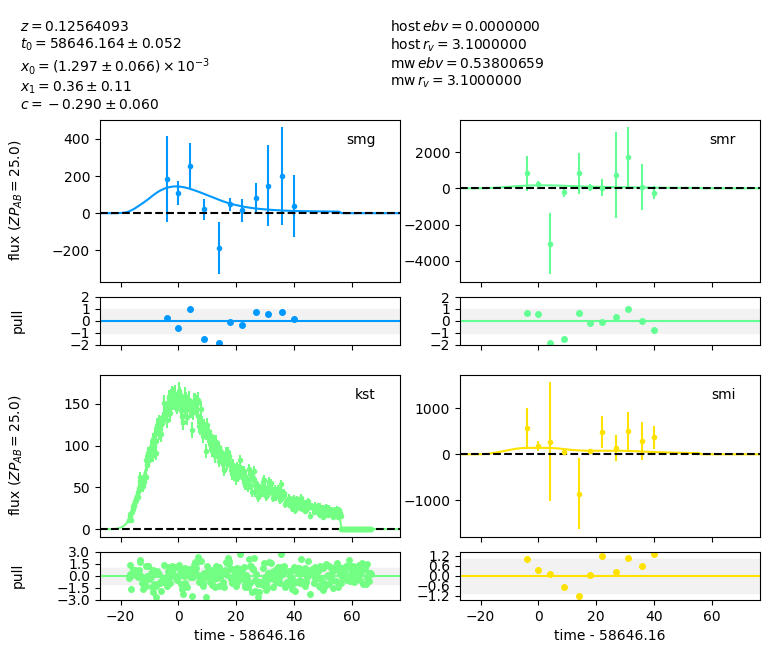 z = 0.12564093
t₀ = 58646.164 ± 0.052
x₀ = (1.297 ± 0.066) × 10⁻³
x₁ = 0.36 ± 0.11
c = −0.290 ± 0.060
host ebv = 0.0000000
host r_v = 3.1000000
mw ebv = 0.53800659
mw r_v = 3.1000000
smg
flux (ZP_AB = 25.0)
400
200
0
−200
smr
2000
0
−2000
−4000
pull
2
1
0
−1
−2
2
1
0
−1
−2
kst
flux (ZP_AB = 25.0)
150
100
50
0
smi
1000
0
−1000
pull
3.0
1.5
0.0
−1.5
−3.0
1.2
0.6
0.0
−0.6
−1.2
−20 0 20 40 60
time - 58646.16
−20 0 20 40 60
time - 58646.16